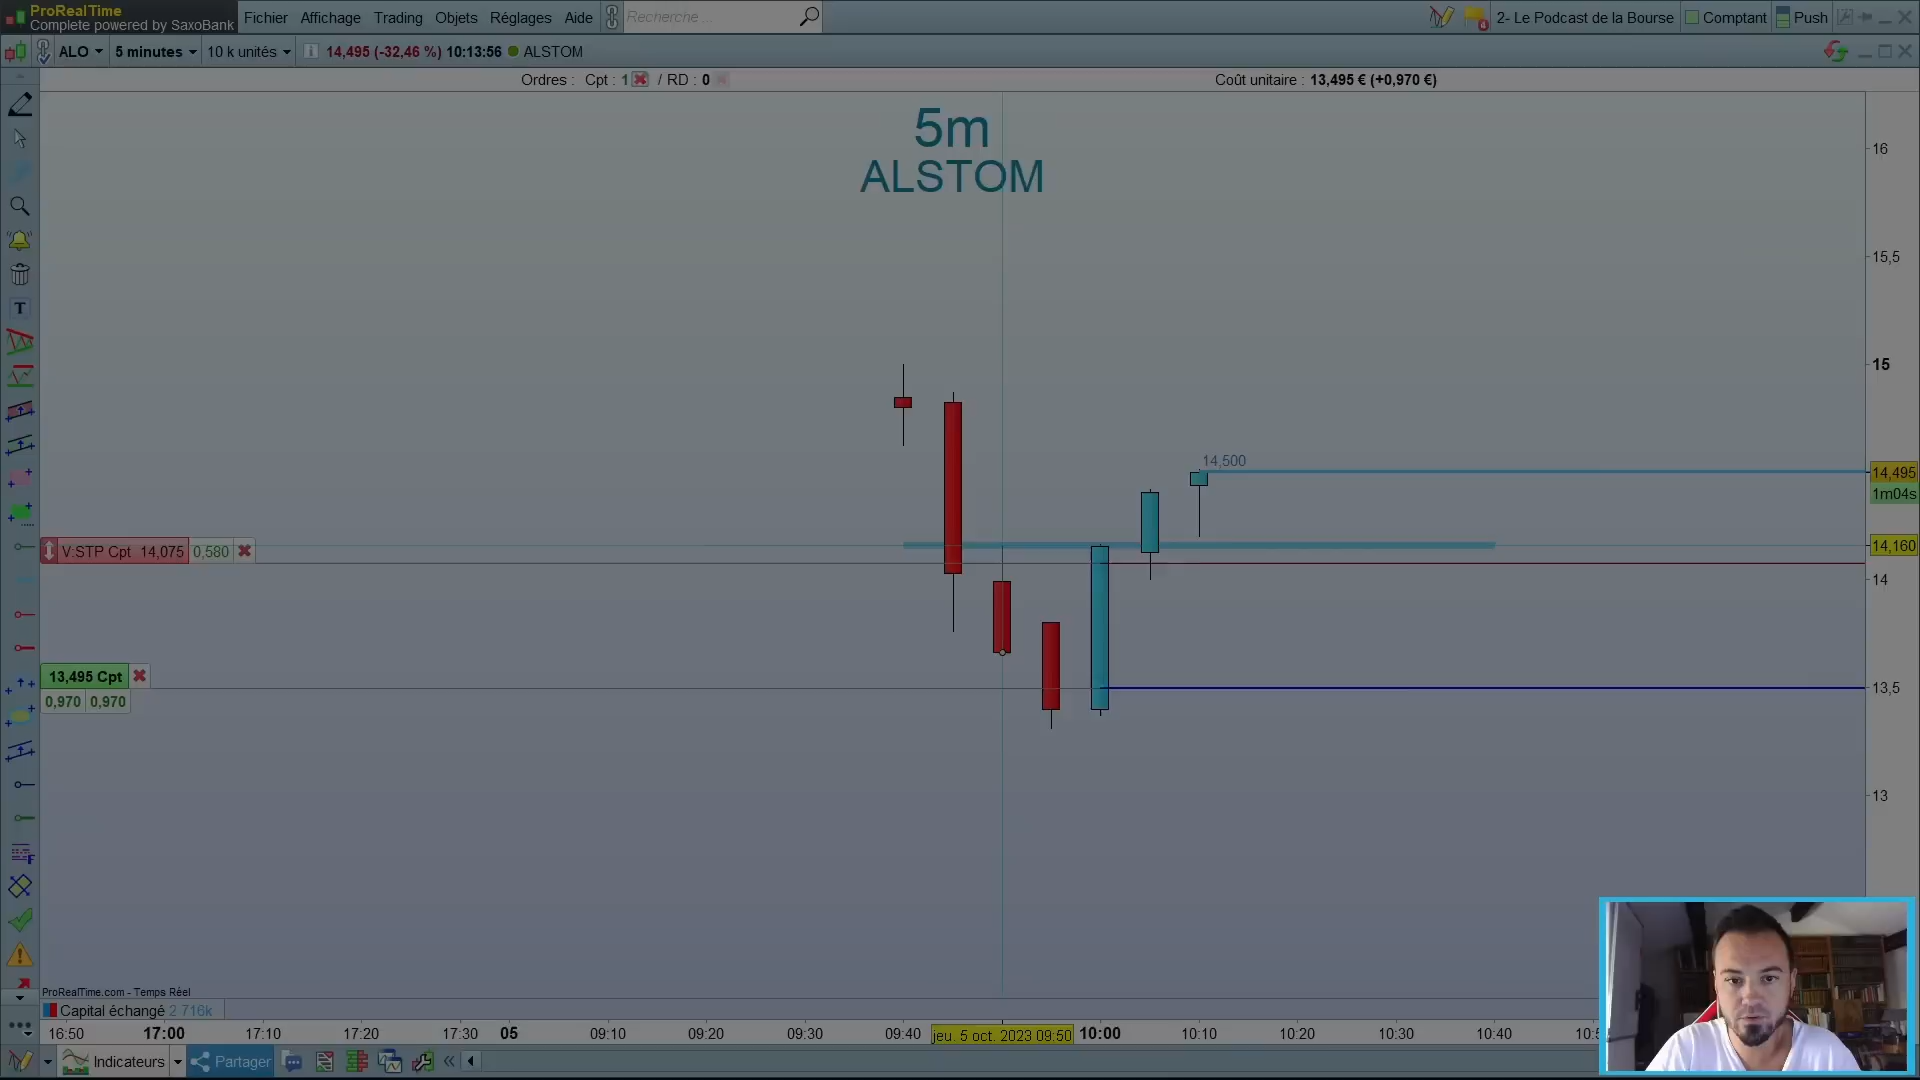 ProRealTime
Complete powered by SaxoBank
Fichier Affichage Trading Objets Réglages Aide
Recherche ...
2- Le Podcast de la Bourse
Comptant
Push
ALO
5 minutes
10 k unités
14,495 (-32,46 %) 10:13:56
ALSTOM
Ordres : Cpt : 1 / RD : 0
Coût unitaire : 13,495 € (+0,970 €)
5m
ALSTOM
16
15,5
15
14,500
14,495
1m04s
V:STP Cpt 14,075 0,580
14,160
14
13,495 Cpt
0,970 0,970
13,5
13
T
ProRealTime.com - Temps Réel
Capital échangé 2 716k
16:50 17:00 17:10 17:20 17:30 05 09:10 09:20 09:30 09:40 jeu. 5 oct. 2023 09:50 10:00 10:10 10:20 10:30 10:40
Indicateurs
Partager